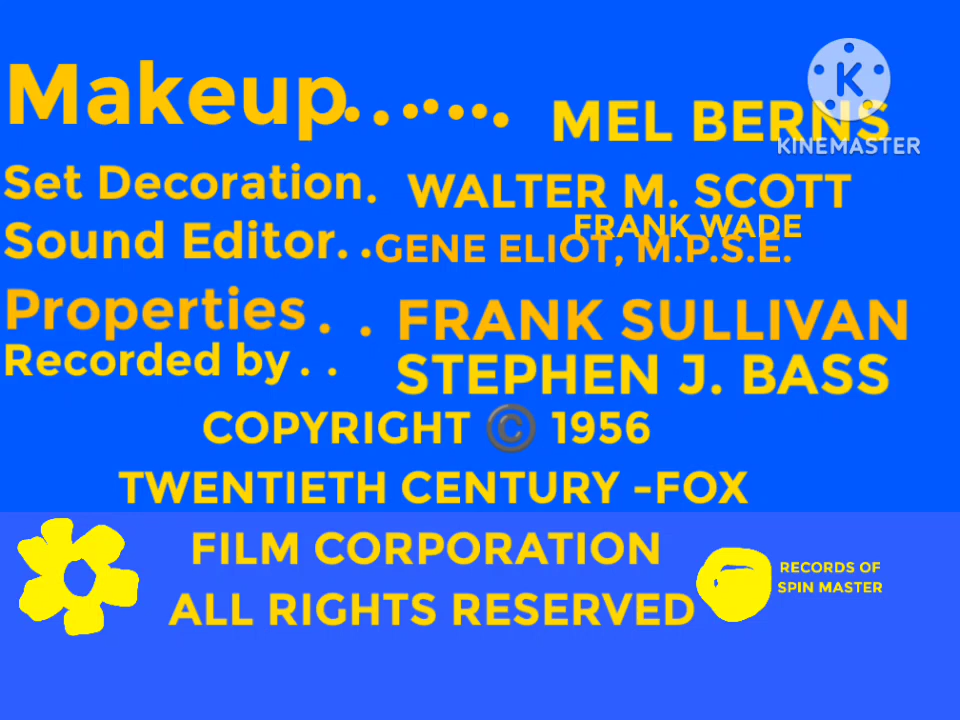 Makeup....... MEL BERNS
KINEMASTER
Set Decoration. WALTER M. SCOTT
FRANK WADE
Sound Editor. .GENE ELIOT, M.P.S.E.
Properties . . FRANK SULLIVAN
Recorded by . . STEPHEN J. BASS
COPYRIGHT © 1956
TWENTIETH CENTURY -FOX
FILM CORPORATION
ALL RIGHTS RESERVED
RECORDS OF
SPIN MASTER